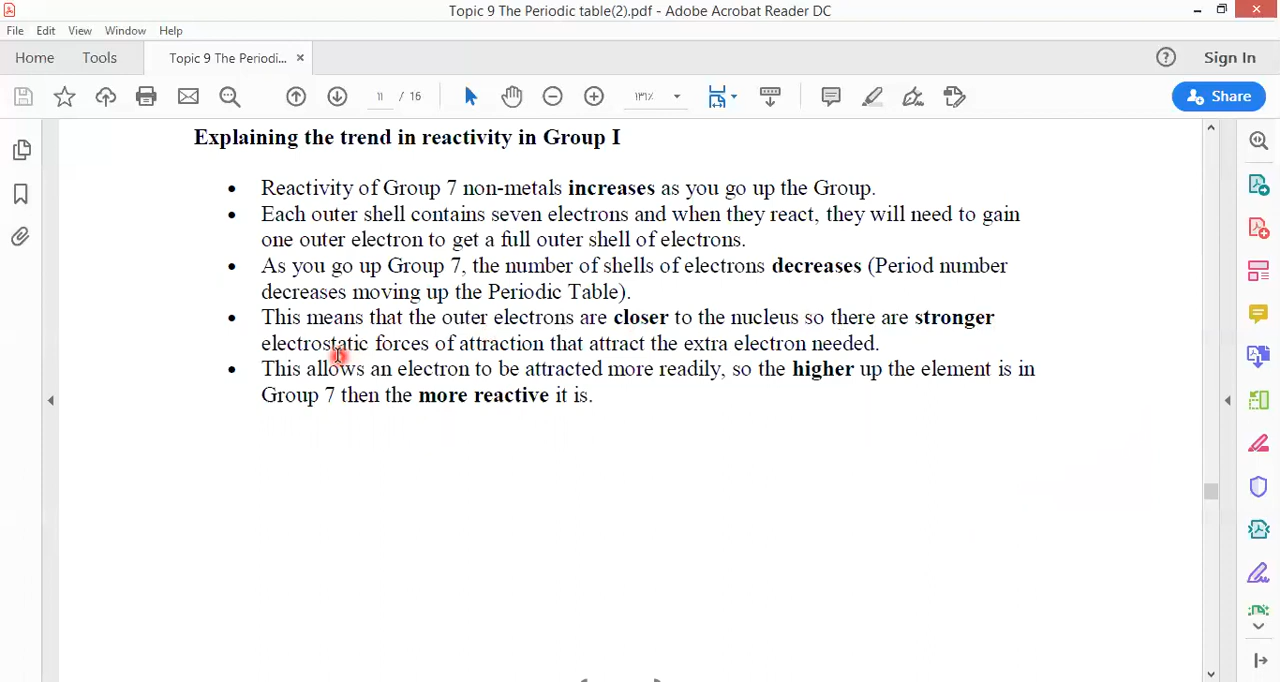 Topic 9 The Periodic table(2).pdf - Adobe Acrobat Reader DC
File Edit View Window Help
Home Tools Topic 9 The Periodi... × Sign In
۱۱ / 16 ۱۳۱٪ Share
Explaining the trend in reactivity in Group I
• Reactivity of Group 7 non-metals increases as you go up the Group.
• Each outer shell contains seven electrons and when they react, they will need to gain
one outer electron to get a full outer shell of electrons.
• As you go up Group 7, the number of shells of electrons decreases (Period number
decreases moving up the Periodic Table).
• This means that the outer electrons are closer to the nucleus so there are stronger
electrostatic forces of attraction that attract the extra electron needed.
• This allows an electron to be attracted more readily, so the higher up the element is in
Group 7 then the more reactive it is.